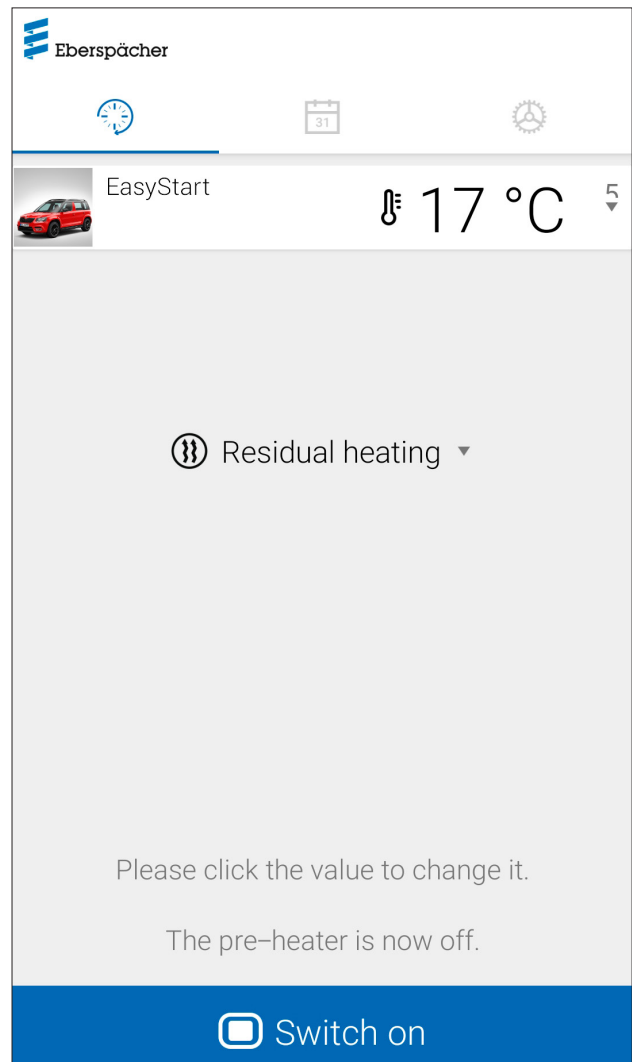 Eberspächer
31
EasyStart
17 °C
5
Residual heating
Please click the value to change it.
The pre-heater is now off.
Switch on